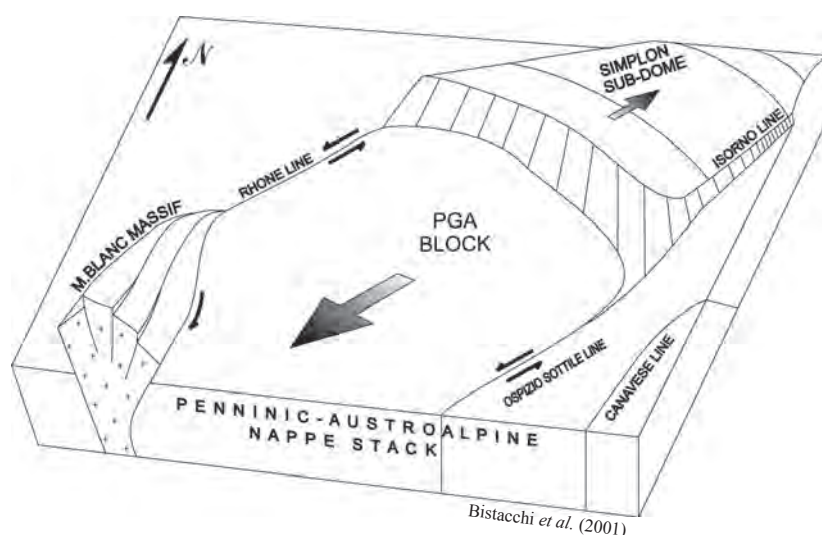 N
SIMPLON
SUB-DOME
ISORNO LINE
RHONE LINE
M.BLANC MASSIF
PGA
BLOCK
OSPIZIO SOTTILE LINE
CANAVESE LINE
PENNINIC-AUSTROALPINE
NAPPE STACK
Bistacchi et al. (2001)